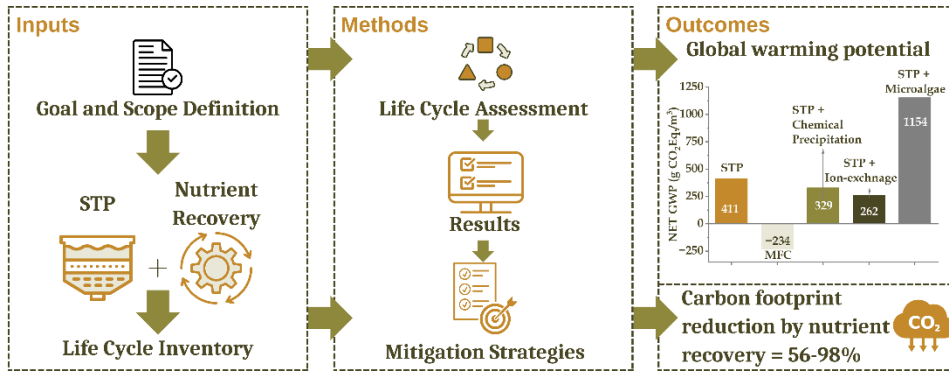 Inputs
Goal and Scope Definition
STP
Nutrient
Recovery
+
Life Cycle Inventory
Methods
Life Cycle Assessment
Results
Mitigation Strategies
Outcomes
Global warming potential
NET GWP (g CO₂Eq./m³)
1250
1000
750
500
250
0
−250
STP
411
−234
MFC
STP +
Chemical
Precipitation
329
STP +
Ion-exchnage
262
STP +
Microalgae
1154
Carbon footprint
reduction by nutrient
recovery = 56-98%
CO₂